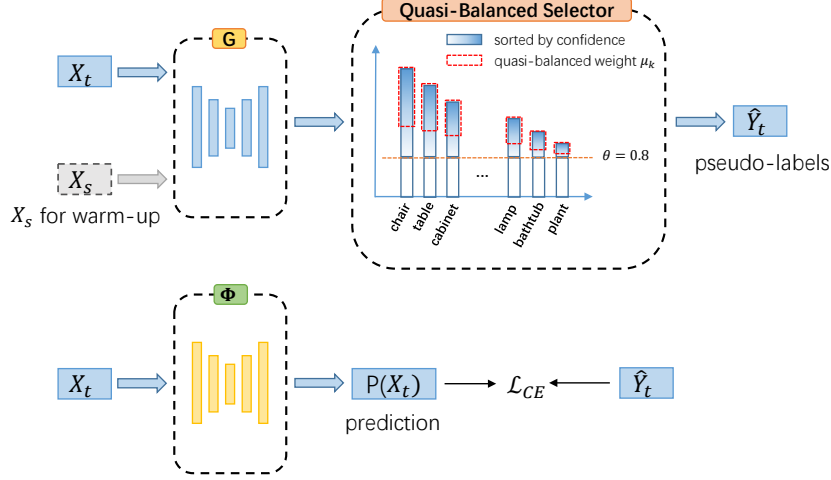 Quasi-Balanced Selector
G
sorted by confidence
quasi-balanced weight μ_k
X_t
Ŷ_t
θ = 0.8
pseudo-labels
X_s
...
X_s for warm-up
chair
table
cabinet
lamp
bathtub
plant
Φ
X_t
P(X_t)
ℒ_CE
Ŷ_t
prediction